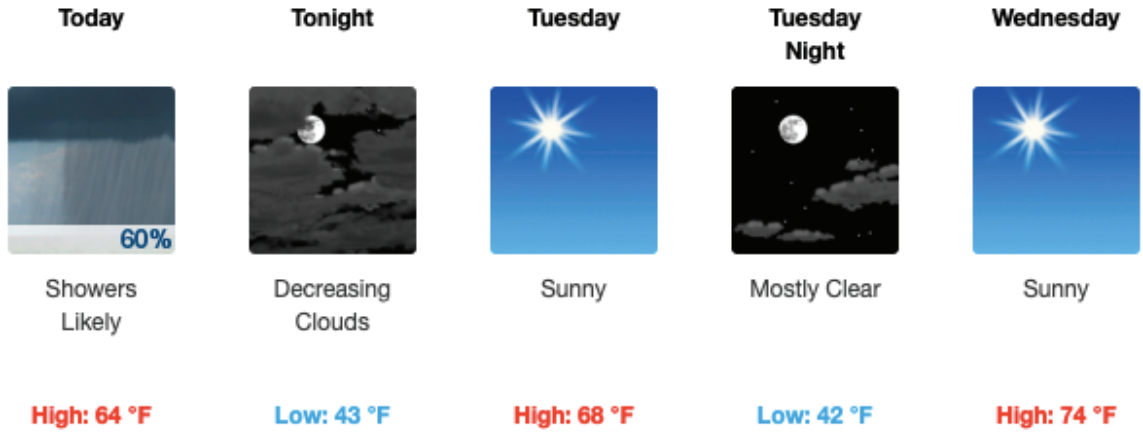 Today
Tonight
Tuesday
Tuesday
Night
Wednesday
60%
Showers
Likely
Decreasing
Clouds
Sunny
Mostly Clear
Sunny
High: 64 °F
Low: 43 °F
High: 68 °F
Low: 42 °F
High: 74 °F